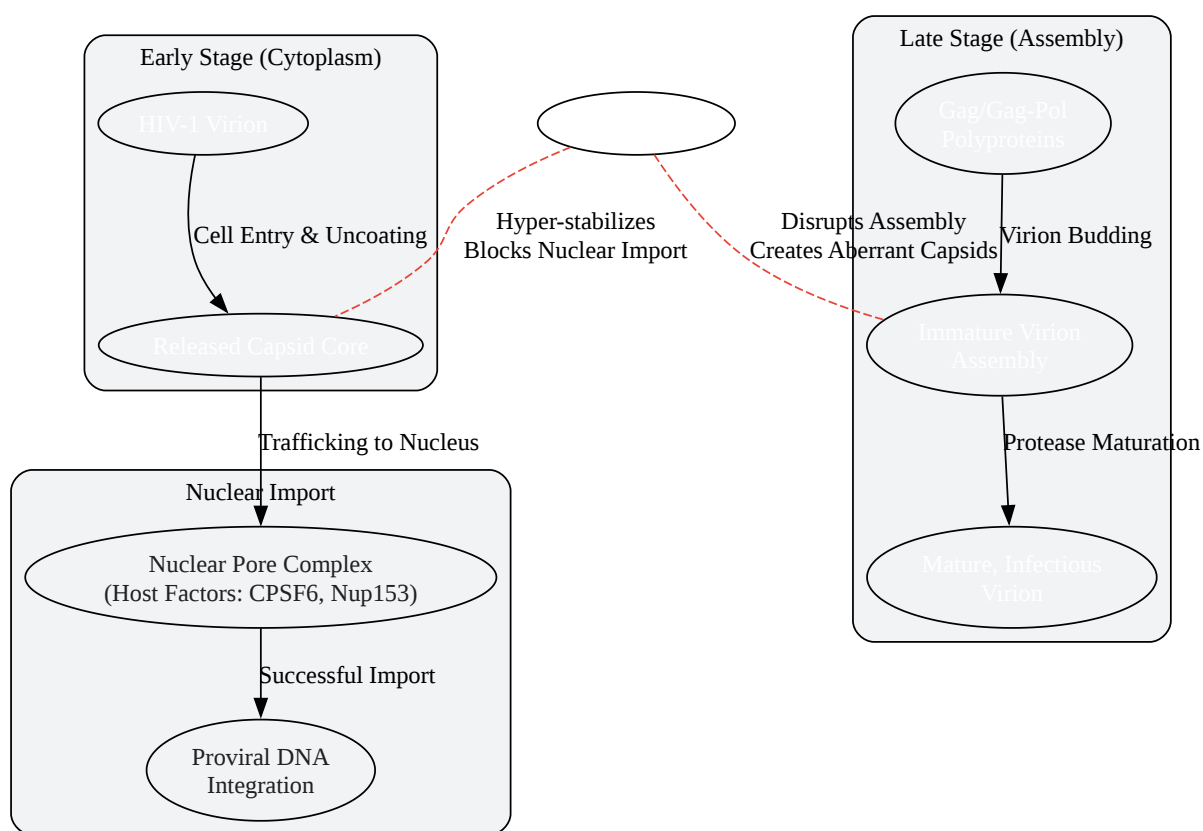 Early Stage (Cytoplasm)
HIV-1 Virion
Cell Entry & Uncoating
Released Capsid Core
Hyper-stabilizes
Blocks Nuclear Import
Disrupts Assembly
Creates Aberrant Capsids
Late Stage (Assembly)
Gag/Gag-Pol
Polyproteins
Virion Budding
Immature Virion
Assembly
Protease Maturation
Mature, Infectious
Virion
Trafficking to Nucleus
Nuclear Import
Nuclear Pore Complex
(Host Factors: CPSF6, Nup153)
Successful Import
Proviral DNA
Integration